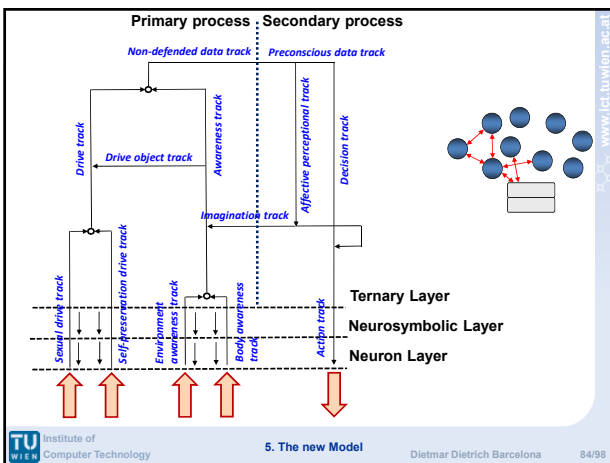 Primary process
Secondary process
Non-defended data track
Preconscious data track
Drive track
Awareness track
Affective perceptional track
Decision track
Drive object track
Imagination track
Sexual drive track
Self-preservation drive track
Environment
awareness track
Body awareness
track
Action track
Ternary Layer
Neurosymbolic Layer
Neuron Layer
www.ict.tuwien.ac.at
TU
WIEN
Institute of
Computer Technology
5. The new Model
Dietmar Dietrich Barcelona
84/98